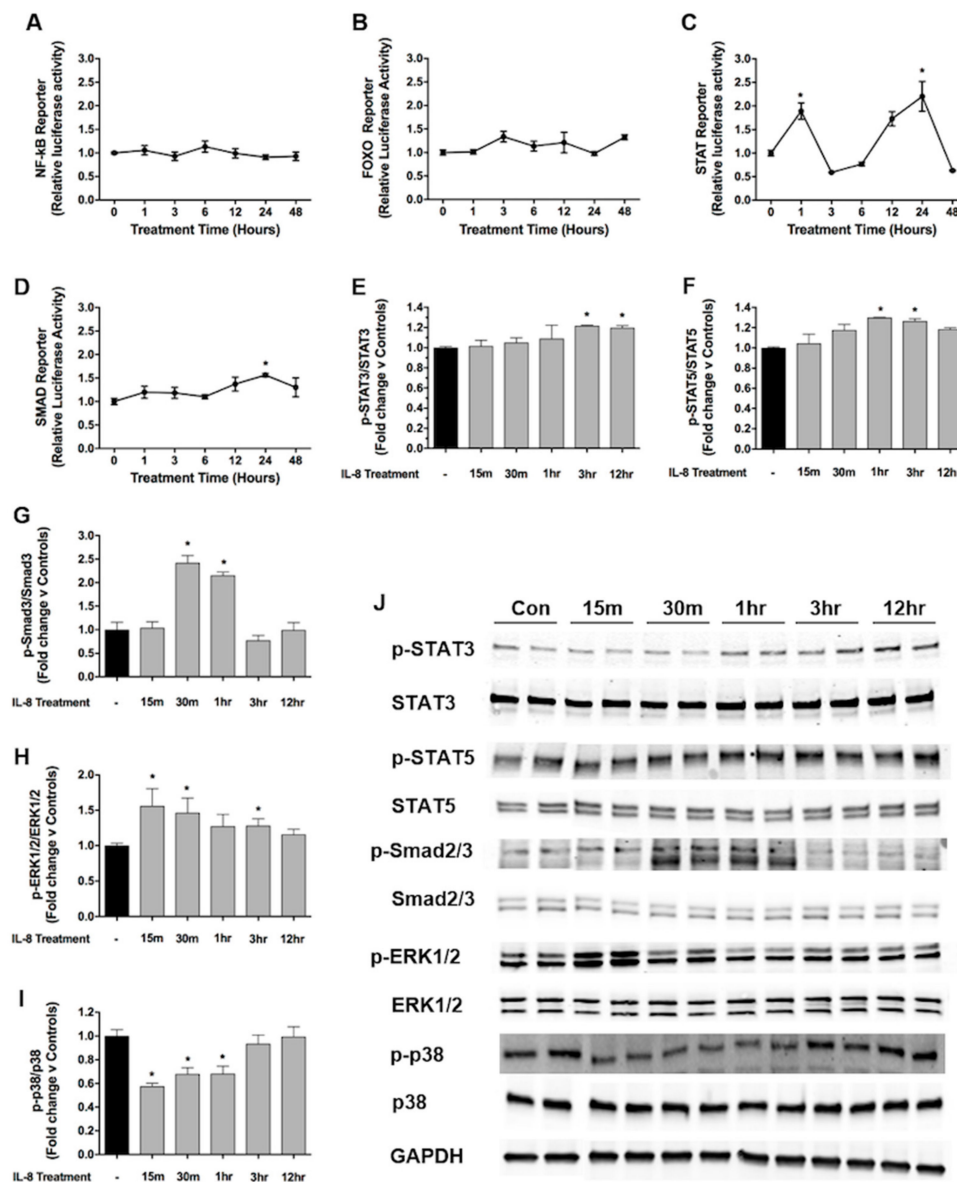 A
3.0
2.5
2.0
1.5
1.0
0.5
0.0
NF-kB Reporter
(Relative luciferase activity)
0 1 3 6 12 24 48
Treatment Time (Hours)
B
3.0
2.5
2.0
1.5
1.0
0.5
0.0
FOXO Reporter
(Relative Luciferase Activity)
0 1 3 6 12 24 48
Treatment Time (Hours)
C
3.0
2.5
2.0
1.5
1.0
0.5
0.0
STAT Reporter
(Relative luciferase activity)
* *
0 1 3 6 12 24 48
Treatment Time (Hours)
D
3.0
2.5
2.0
1.5
1.0
0.5
0.0
SMAD Reporter
(Relative Luciferase Activity)
*
0 1 3 6 12 24 48
Treatment Time (Hours)
E
1.4
1.2
1.0
0.8
0.6
0.4
0.2
0.0
p-STAT3/STAT3
(Fold change v Controls)
* *
IL-8 Treatment - 15m 30m 1hr 3hr 12hr
F
1.4
1.2
1.0
0.8
0.6
0.4
0.2
0.0
p-STAT5/STAT5
(Fold change v Controls)
* *
IL-8 Treatment - 15m 30m 1hr 3hr 12h
G
3.0
2.5
2.0
1.5
1.0
0.5
0.0
p-Smad3/Smad3
(Fold change v Controls)
* *
IL-8 Treatment - 15m 30m 1hr 3hr 12hr
H
2.0
1.5
1.0
0.5
0.0
p-ERK1/2/ERK1/2
(Fold change v Controls)
* * *
IL-8 Treatment - 15m 30m 1hr 3hr 12hr
I
1.2
1.0
0.8
0.6
0.4
0.2
0.0
p-p38/p38
(Fold change v Controls)
* * *
IL-8 Treatment - 15m 30m 1hr 3hr 12hr
J
Con 15m 30m 1hr 3hr 12hr
p-STAT3
STAT3
p-STAT5
STAT5
p-Smad2/3
Smad2/3
p-ERK1/2
ERK1/2
p-p38
p38
GAPDH